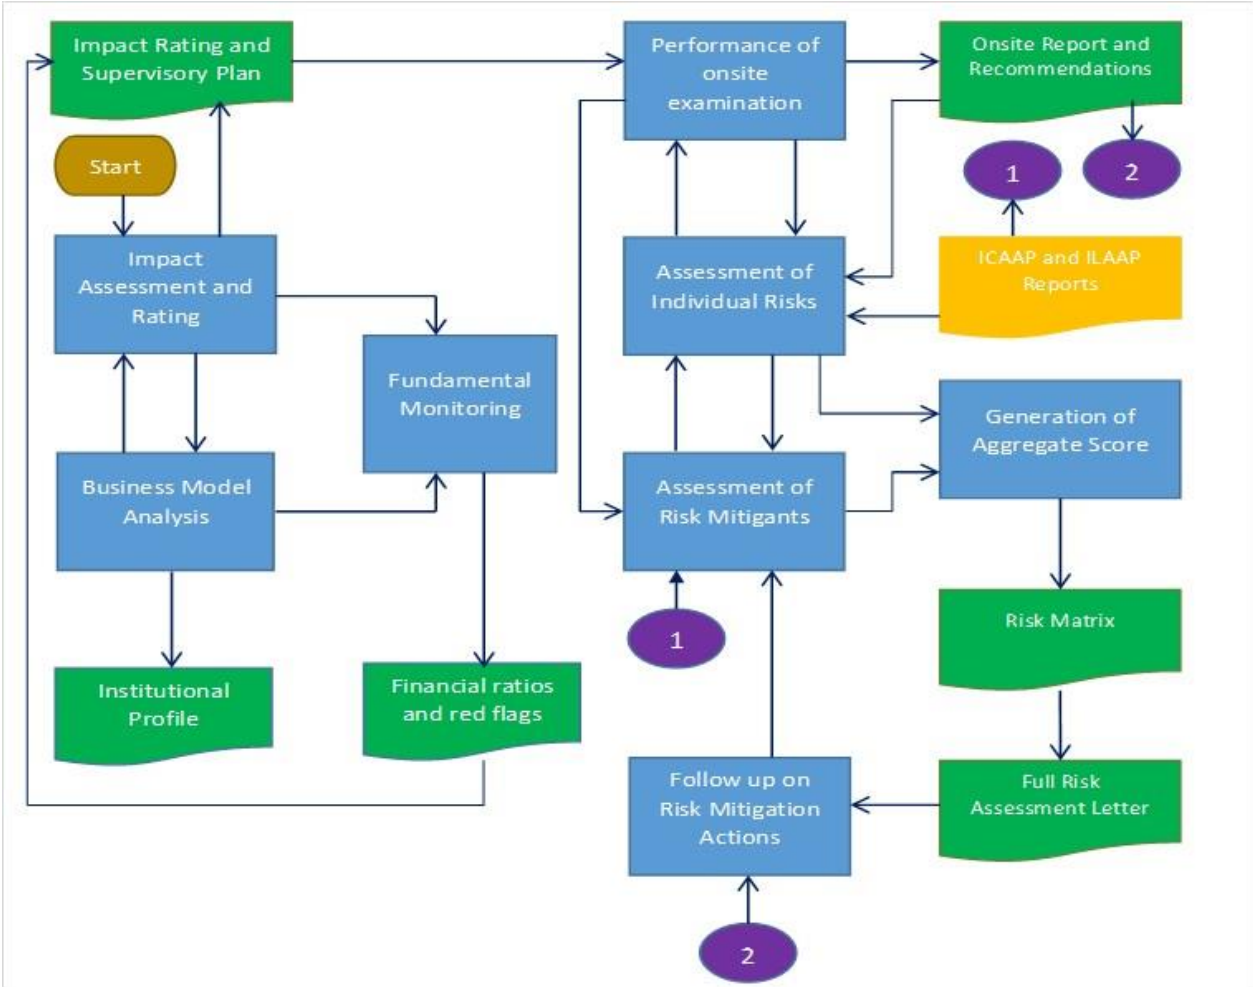 Impact Rating and
Supervisory Plan
Performance of
onsite
examination
Onsite Report and
Recommendations
Start
1
2
Impact
Assessment and
Rating
Assessment of
Individual Risks
ICAAP and ILAAP
Reports
Fundamental
Monitoring
Generation of
Aggregate Score
Business Model
Analysis
Assessment of
Risk Mitigants
1
Risk Matrix
Institutional
Profile
Financial ratios
and red flags
Follow up on
Risk Mitigation
Actions
Full Risk
Assessment Letter
2